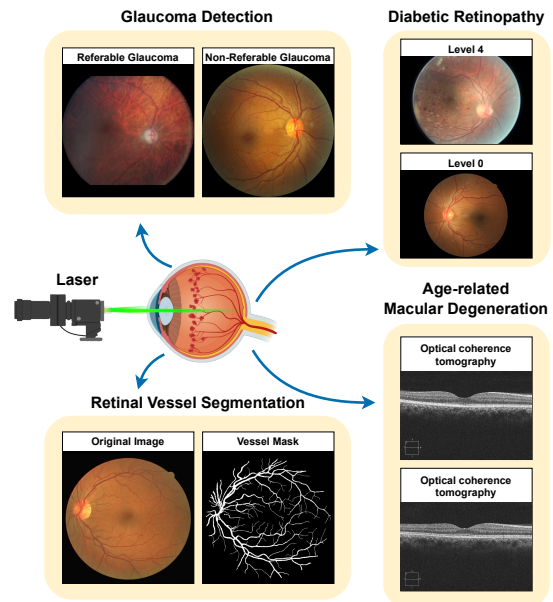 Glaucoma Detection
Referable Glaucoma
Non-Referable Glaucoma
Diabetic Retinopathy
Level 4
Level 0
Laser
Age-related
Macular Degeneration
Optical coherence
tomography
Optical coherence
tomography
Retinal Vessel Segmentation
Original Image
Vessel Mask